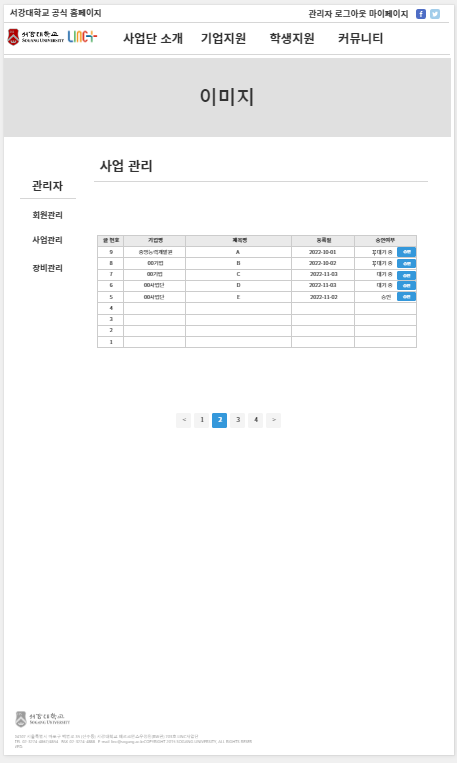 서강대학교 공식 홈페이지
관리자 로그아웃 마이페이지
서강대학교
SOGANG UNIVERSITY
LINC+
사업단 소개 기업지원 학생지원 커뮤니티
이미지
사업 관리
관리자
회원관리
사업관리
장비관리
글 번호 기업명 제목명 등록일 승인여부
9 A 2022-10-01 대기 중 승인
8 00기업 B 2022-10-02 대기 중 승인
7 00기업 C 2022-11-03 대기 중 승인
6 00사업단 D 2022-11-03 대기 중 승인
5 00사업단 E 2022-11-02 승인 승인
4
3
2
1
< 1 2 3 4 >
서강대학교
SOGANG UNIVERSITY